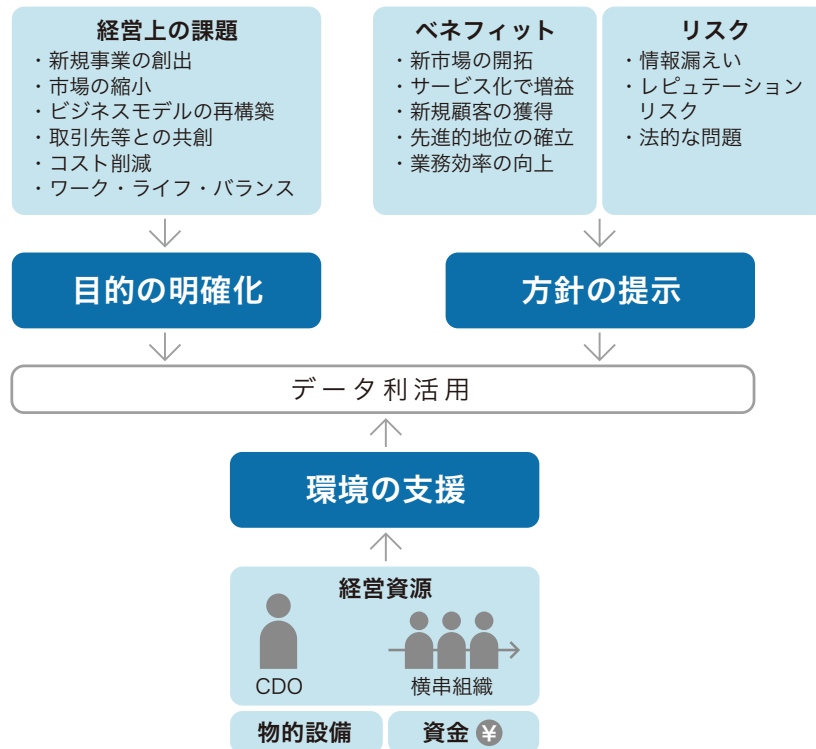 経営上の課題
・新規事業の創出
・市場の縮小
・ビジネスモデルの再構築
・取引先等との共創
・コスト削減
・ワーク・ライフ・バランス
ベネフィット
・新市場の開拓
・サービス化で増益
・新規顧客の獲得
・先進的地位の確立
・業務効率の向上
リスク
・情報漏えい
・レピュテーション
リスク
・法的な問題
目的の明確化
方針の提示
データ利活用
環境の支援
経営資源
CDO
横串組織
物的設備
資金 ¥